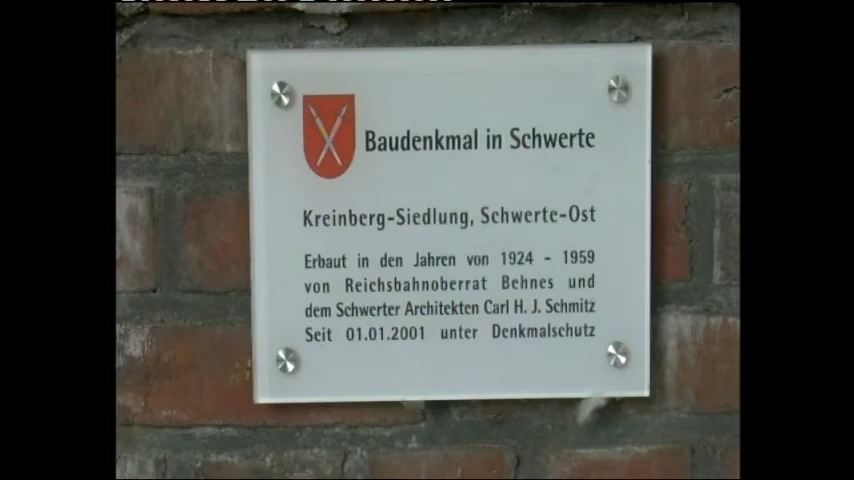 Baudenkmal in Schwerte
Kreinberg-Siedlung, Schwerte-Ost
Erbaut in den Jahren von 1924 - 1959
von Reichsbahnoberrat Behnes und
dem Schwerter Architekten Carl H. J. Schmitz
Seit 01.01.2001 unter Denkmalschutz